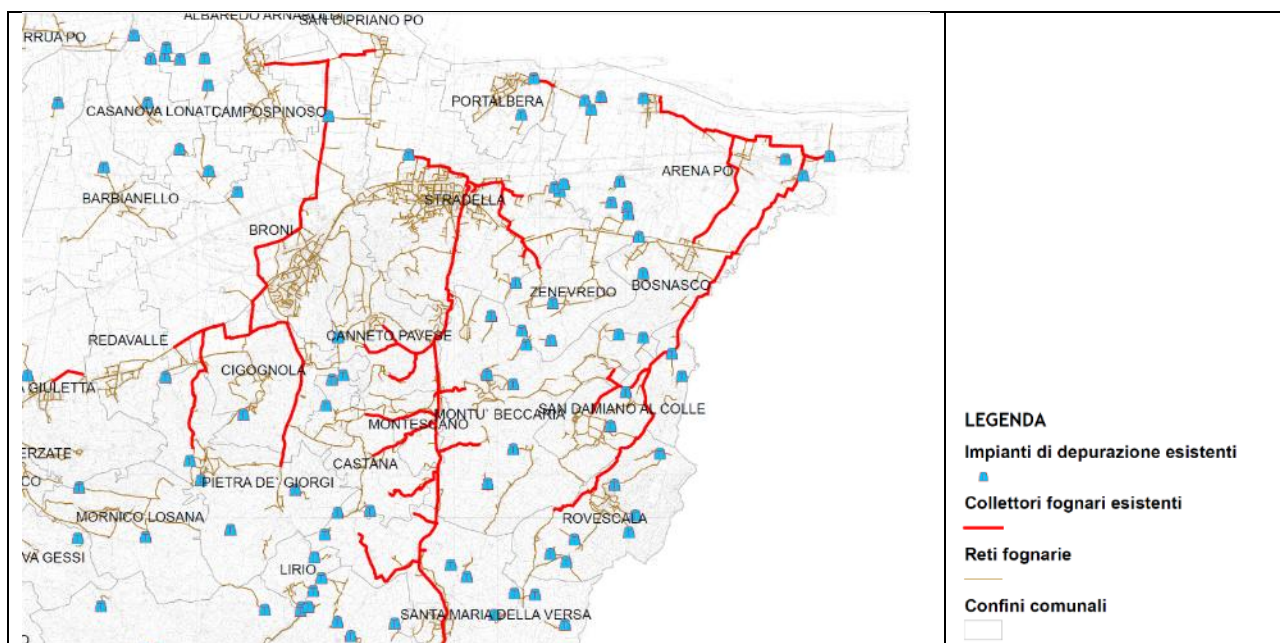 ALBAREDO ARNABOLDI
SAN CIPRIANO PO
RRUA PO
PORTALBERA
CASANOVA LONATI
CAMPOSPINOSO
ARENA PO
BARBIANELLO
STRADELLA
BRONI
ZENEVREDO
BOSNASCO
REDAVALLE
CANNETO PAVESE
CIGOGNOLA
A GIULETTA
MONTU` BECCARIA
SAN DAMIANO AL COLLE
MONTESCANO
LEGENDA
Impianti di depurazione esistenti
ERZATE
CASTANA
CO
PIETRA DE` GIORGI
Collettori fognari esistenti
MORNICO LOSANA
ROVESCALA
Reti fognarie
VA GESSI
LIRIO
Confini comunali
SANTA MARIA DELLA VERSA